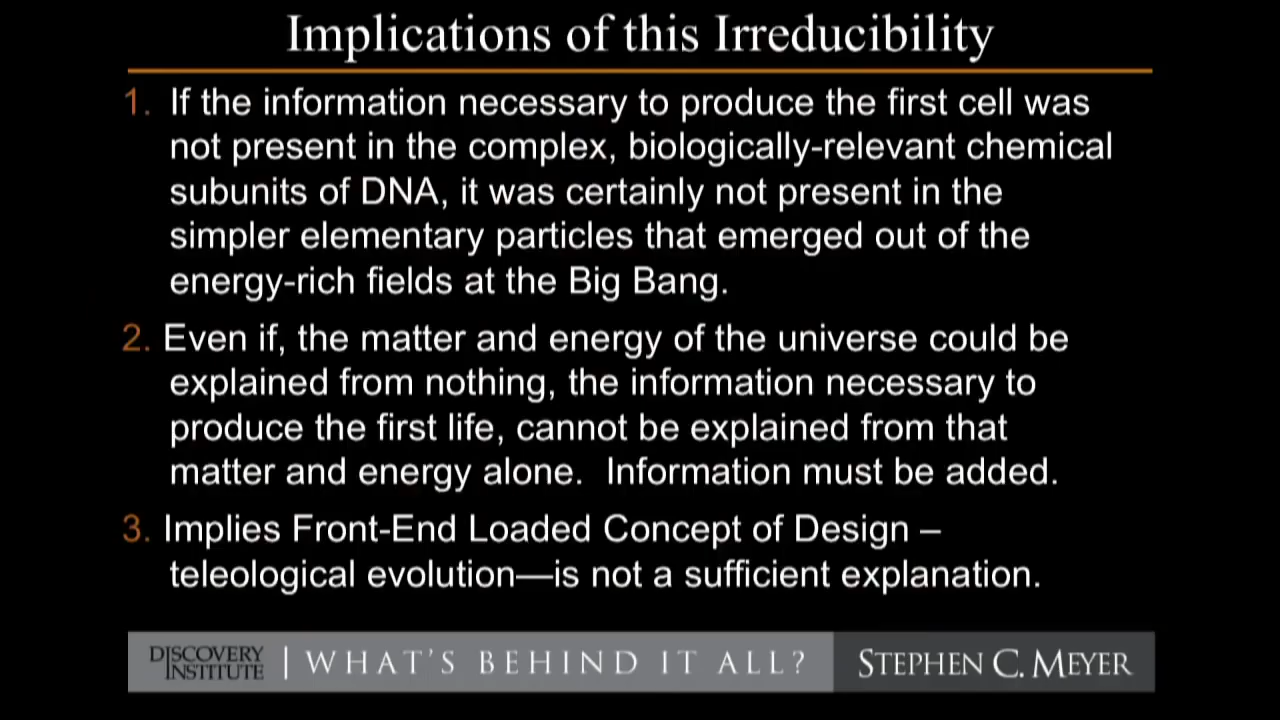 Implications of this Irreducibility
1. If the information necessary to produce the first cell was
not present in the complex, biologically-relevant chemical
subunits of DNA, it was certainly not present in the
simpler elementary particles that emerged out of the
energy-rich fields at the Big Bang.
2. Even if, the matter and energy of the universe could be
explained from nothing, the information necessary to
produce the first life, cannot be explained from that
matter and energy alone.  Information must be added.
3. Implies Front-End Loaded Concept of Design –
teleological evolution—is not a sufficient explanation.
DISCOVERY INSTITUTE | WHAT'S BEHIND IT ALL? STEPHEN C. MEYER